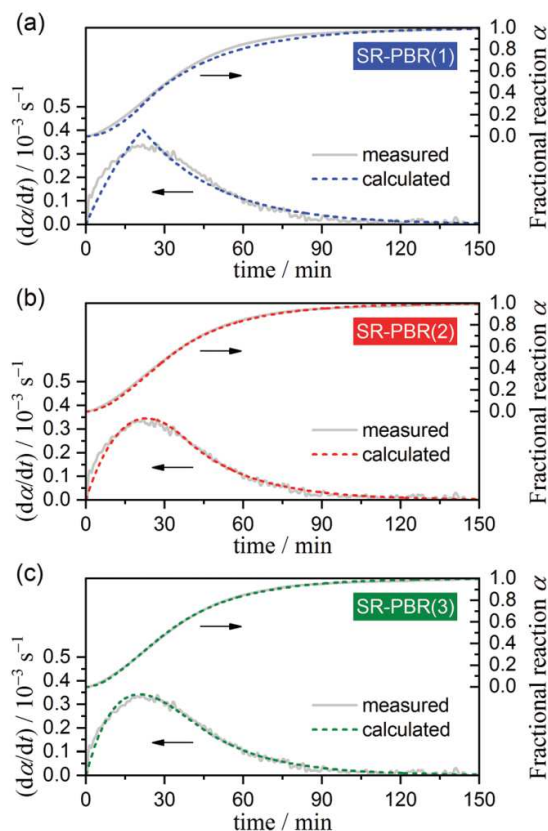 (a)
SR-PBR(1)
measured
calculated
(dα/dt) / 10⁻³ s⁻¹
0.5
0.4
0.3
0.2
0.1
0.0
1.0
0.8
0.6
0.4
0.2
0.0
Fractional reaction α
0 30 60 90 120 150
time / min
(b)
SR-PBR(2)
measured
calculated
(dα/dt) / 10⁻³ s⁻¹
0.5
0.4
0.3
0.2
0.1
0.0
1.0
0.8
0.6
0.4
0.2
0.0
Fractional reaction α
0 30 60 90 120 150
time / min
(c)
SR-PBR(3)
measured
calculated
(dα/dt) / 10⁻³ s⁻¹
0.5
0.4
0.3
0.2
0.1
0.0
1.0
0.8
0.6
0.4
0.2
0.0
Fractional reaction α
0 30 60 90 120 150
time / min